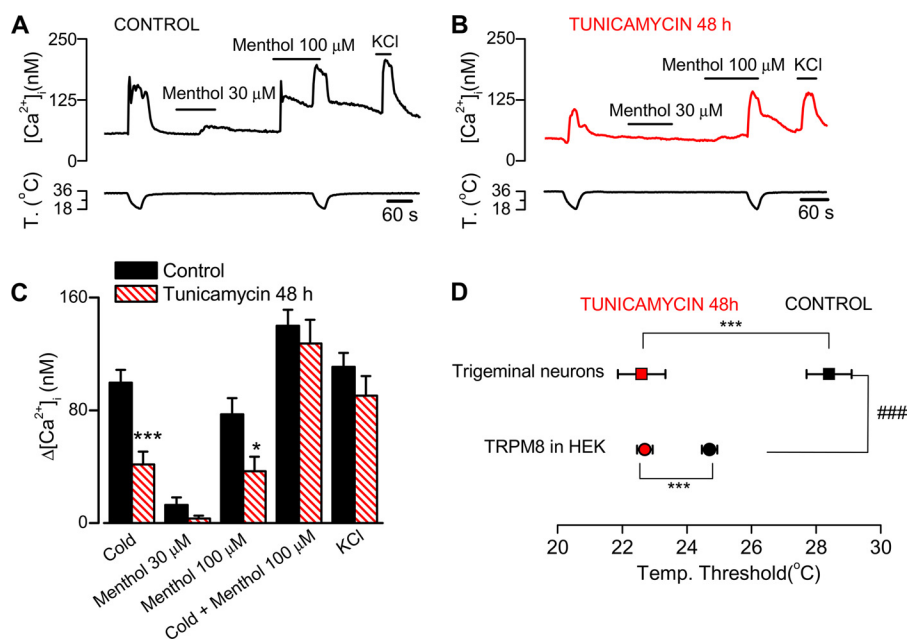 A
CONTROL
250
125
0
[Ca²⁺]ᵢ(nM)
Menthol 30 μM
Menthol 100 μM
KCl
36
18
T. (°C)
60 s
B
TUNICAMYCIN 48 h
250
125
0
[Ca²⁺]ᵢ(nM)
Menthol 30 μM
Menthol 100 μM
KCl
36
18
T. (°C)
60 s
C
Control
Tunicamycin 48 h
160
80
0
Δ[Ca²⁺]ᵢ (nM)
***
*
Cold
Menthol 30 μM
Menthol 100 μM
Cold + Menthol 100 μM
KCl
D
TUNICAMYCIN 48h
CONTROL
***
Trigeminal neurons
###
TRPM8 in HEK
***
20 22 24 26 28 30
Temp. Threshold(°C)